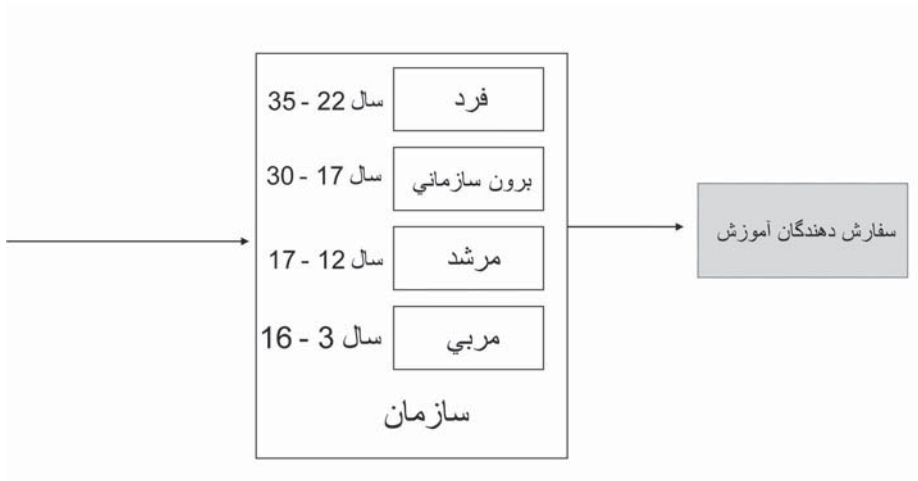 سال 22 - 35
فرد
سال 17 - 30
برون سازماني
سال 12 - 17
مرشد
سال 3 - 16
مربي
سازمان
سفارش دهندگان آموزش